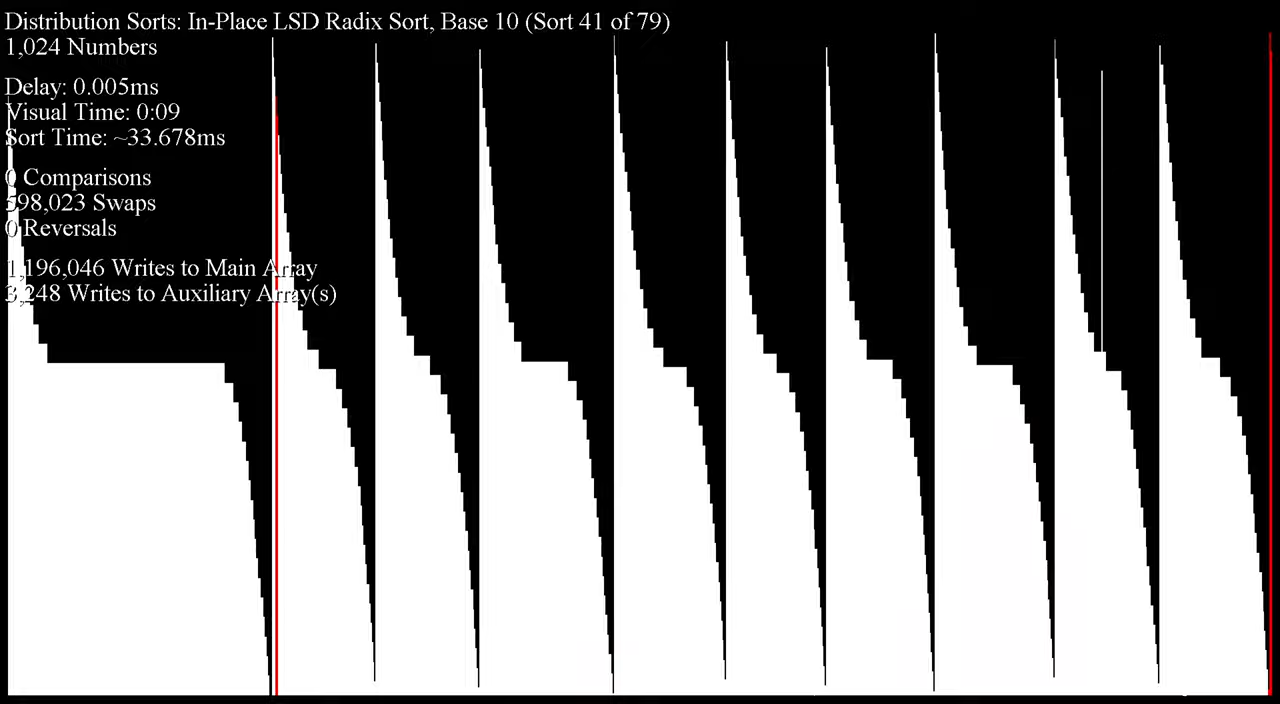 Distribution Sorts: In-Place LSD Radix Sort, Base 10 (Sort 41 of 79)
1,024 Numbers
Delay: 0.005ms
Visual Time: 0:09
Sort Time: ~33.678ms
0 Comparisons
598,023 Swaps
0 Reversals
1,196,046 Writes to Main Array
3,248 Writes to Auxiliary Array(s)